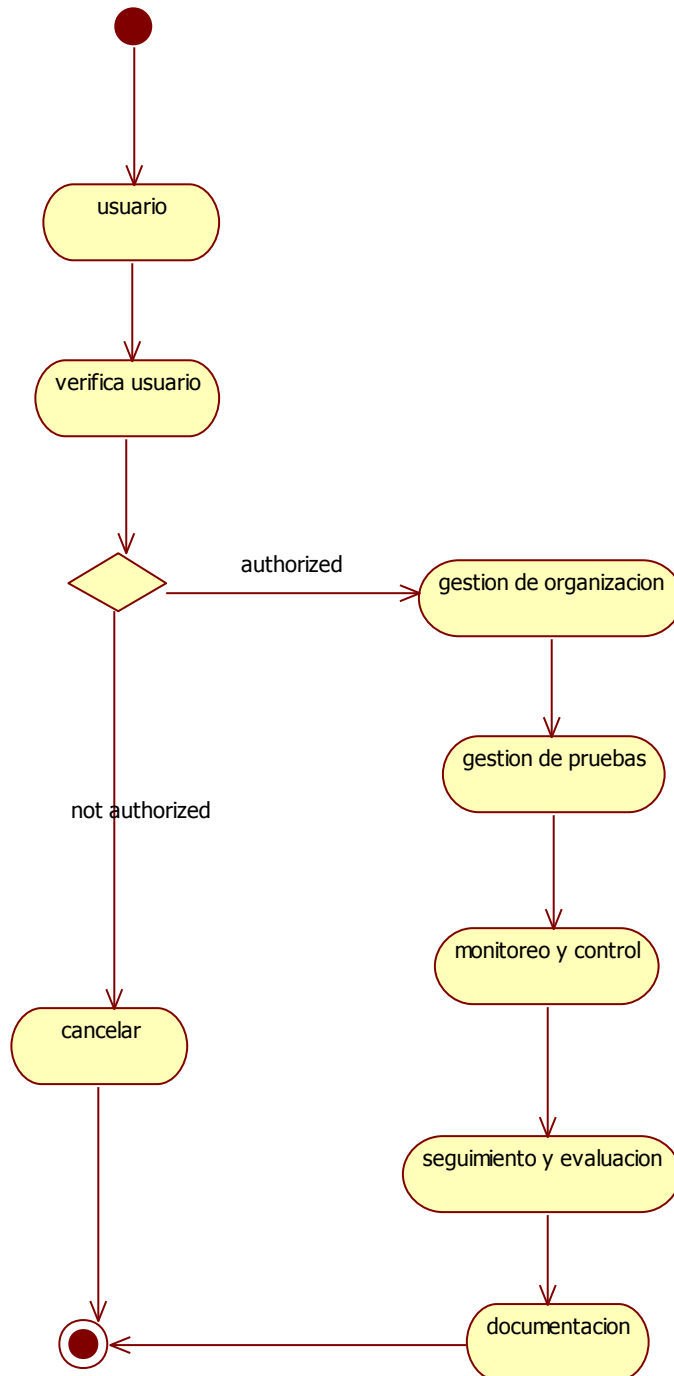 usuario
verifica usuario
authorized
gestion de organizacion
gestion de pruebas
not authorized
monitoreo y control
cancelar
seguimiento y evaluacion
documentacion